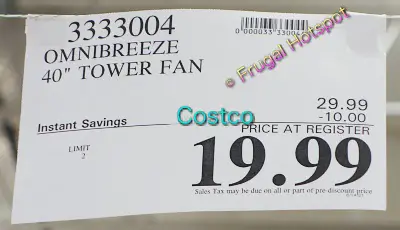 3333004
OMNIBREEZE
40" TOWER FAN
© Frugal Hotspot
Costco
29.99
Instant Savings -10.00
PRICE AT REGISTER
LIMIT
2
19.99
Sales Tax may be due on all or part of pre-discount price